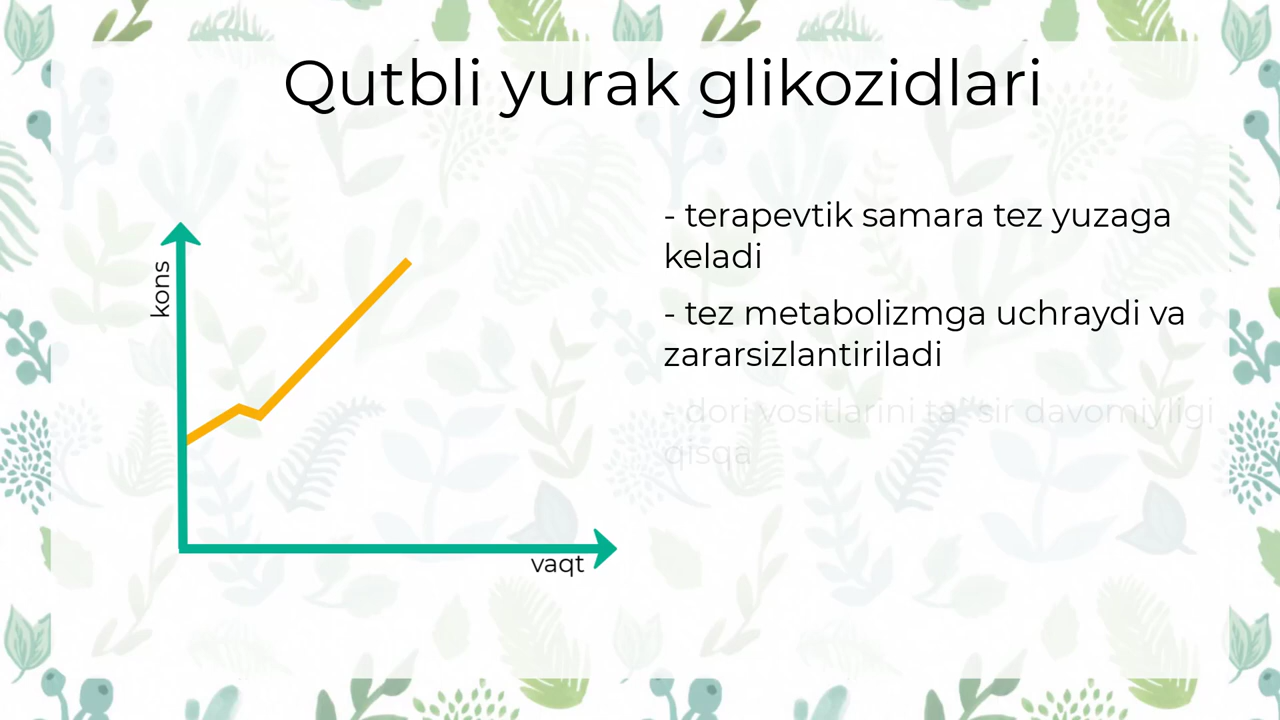 Qutbli yurak glikozidlari
- terapevtik samara tez yuzaga
keladi
- tez metabolizmga uchraydi va
zararsizlantiriladi
- dori vositlarini ta'sir davomiyligi
qisqa
kons
vaqt